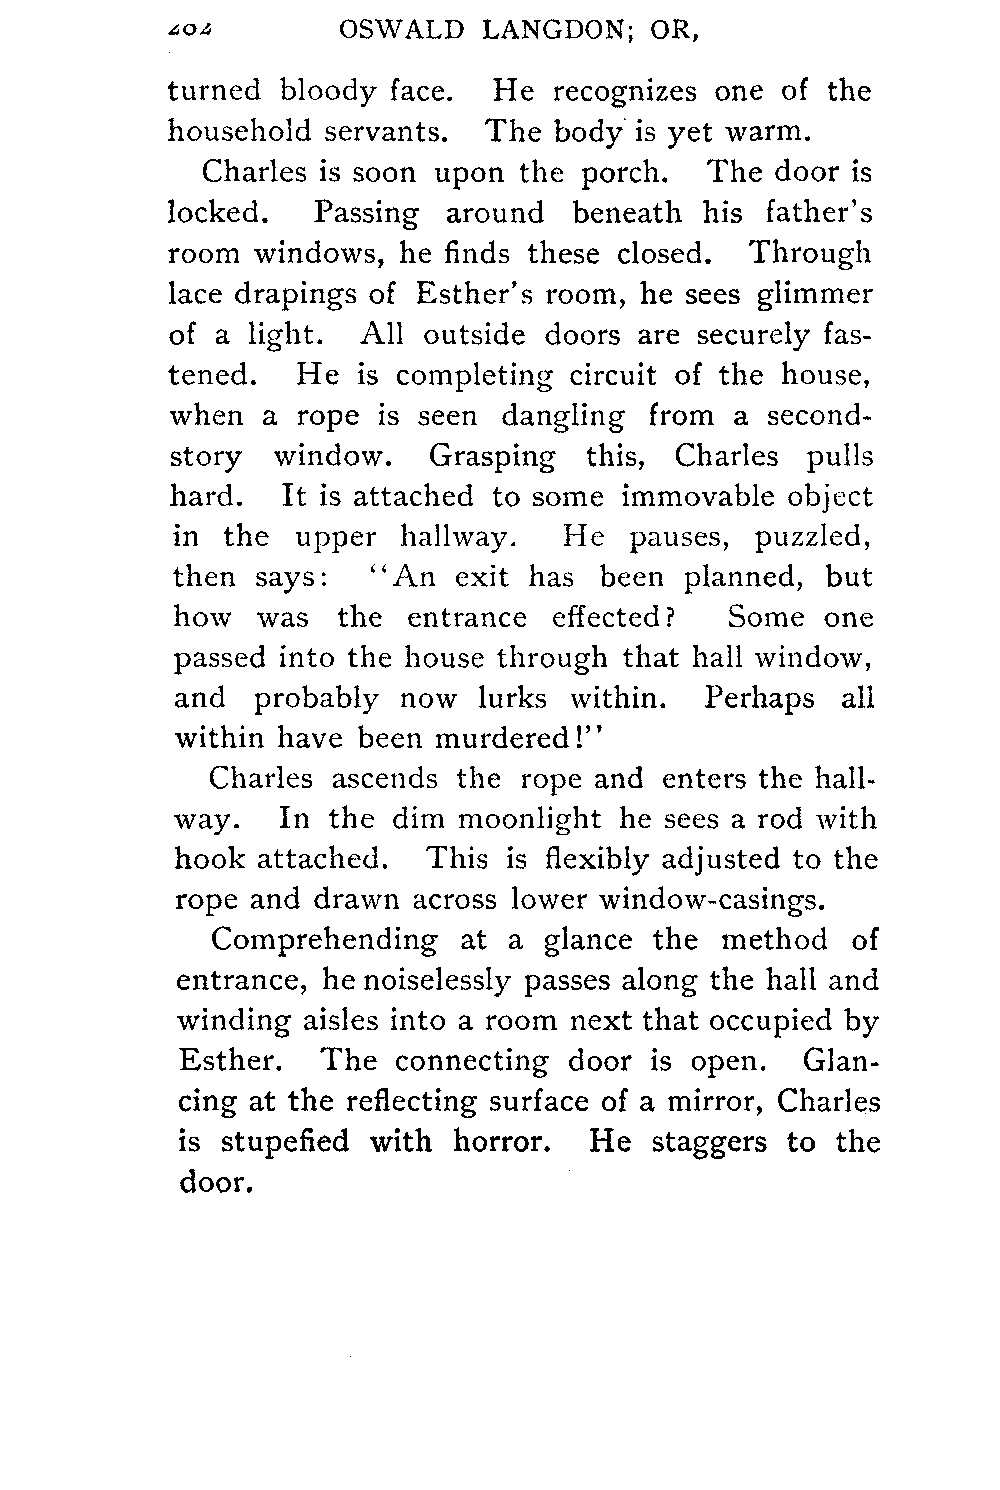 202 OSWALD LANGDON; OR,
turned bloody face. He recognizes one of the
household servants. The body is yet warm.
Charles is soon upon the porch. The door is
locked. Passing around beneath his father's
room windows, he finds these closed. Through
lace drapings of Esther's room, he sees glimmer
of a light. All outside doors are securely fas-
tened. He is completing circuit of the house,
when a rope is seen dangling from a second-
story window. Grasping this, Charles pulls
hard. It is attached to some immovable object
in the upper hallway. He pauses, puzzled,
then says: "An exit has been planned, but
how was the entrance effected? Some one
passed into the house through that hall window,
and probably now lurks within. Perhaps all
within have been murdered!"
Charles ascends the rope and enters the hall-
way. In the dim moonlight he sees a rod with
hook attached. This is flexibly adjusted to the
rope and drawn across lower window-casings.
Comprehending at a glance the method of
entrance, he noiselessly passes along the hall and
winding aisles into a room next that occupied by
Esther. The connecting door is open. Glan-
cing at the reflecting surface of a mirror, Charles
is stupefied with horror. He staggers to the
door.